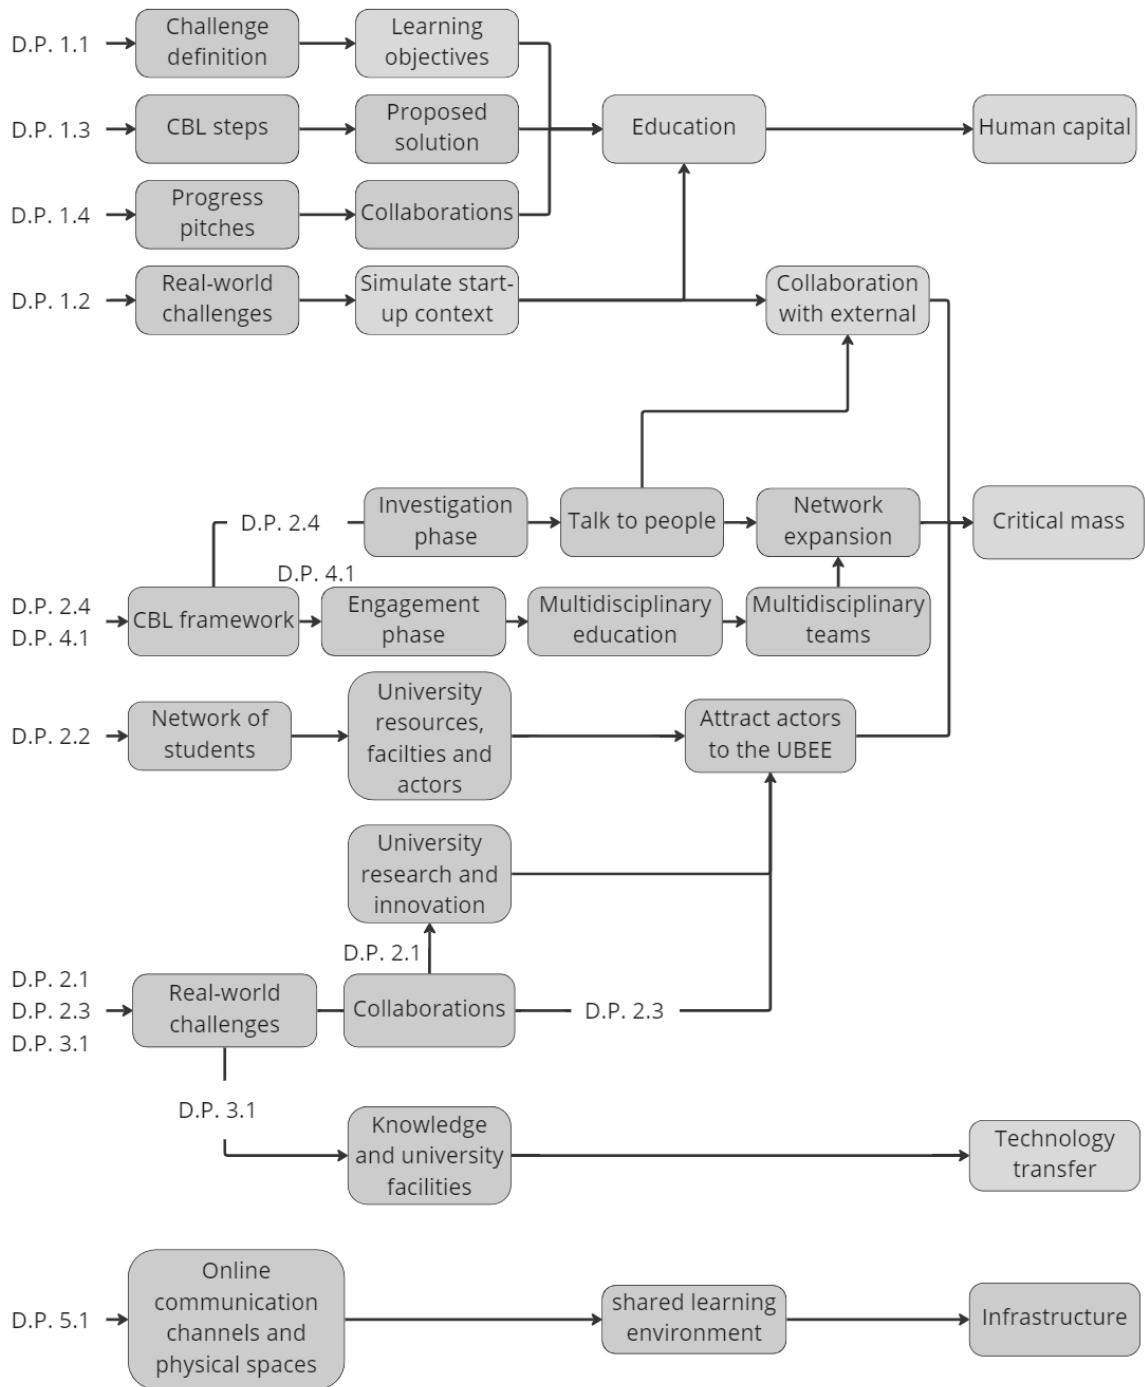 D.P. 1.1
Challenge
definition
Learning
objectives
D.P. 1.3
CBL steps
Proposed
solution
Education
Human capital
D.P. 1.4
Progress
pitches
Collaborations
D.P. 1.2
Real-world
challenges
Simulate start-
up context
Collaboration
with external
D.P. 2.4
Investigation
phase
Talk to people
Network
expansion
Critical mass
D.P. 4.1
D.P. 2.4
D.P. 4.1
CBL framework
Engagement
phase
Multidisciplinary
education
Multidisciplinary
teams
D.P. 2.2
Network of
students
University
resources,
facilties and
actors
Attract actors
to the UBEE
University
research and
innovation
D.P. 2.1
D.P. 2.1
D.P. 2.3
D.P. 3.1
Real-world
challenges
Collaborations
D.P. 2.3
D.P. 3.1
Knowledge
and university
facilities
Technology
transfer
D.P. 5.1
Online
communication
channels and
physical spaces
shared learning
environment
Infrastructure